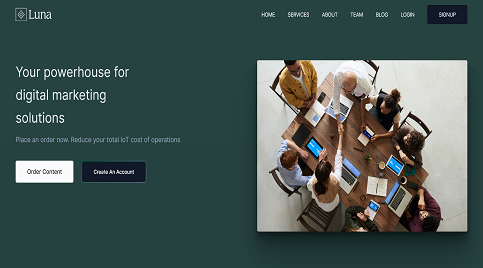 Luna
HOME SERVICES ABOUT TEAM BLOG LOGIN SIGNUP
Your powerhouse for
digital marketing
solutions
Place an order now. Reduce your total IoT cost of operations
Order Content Create An Account